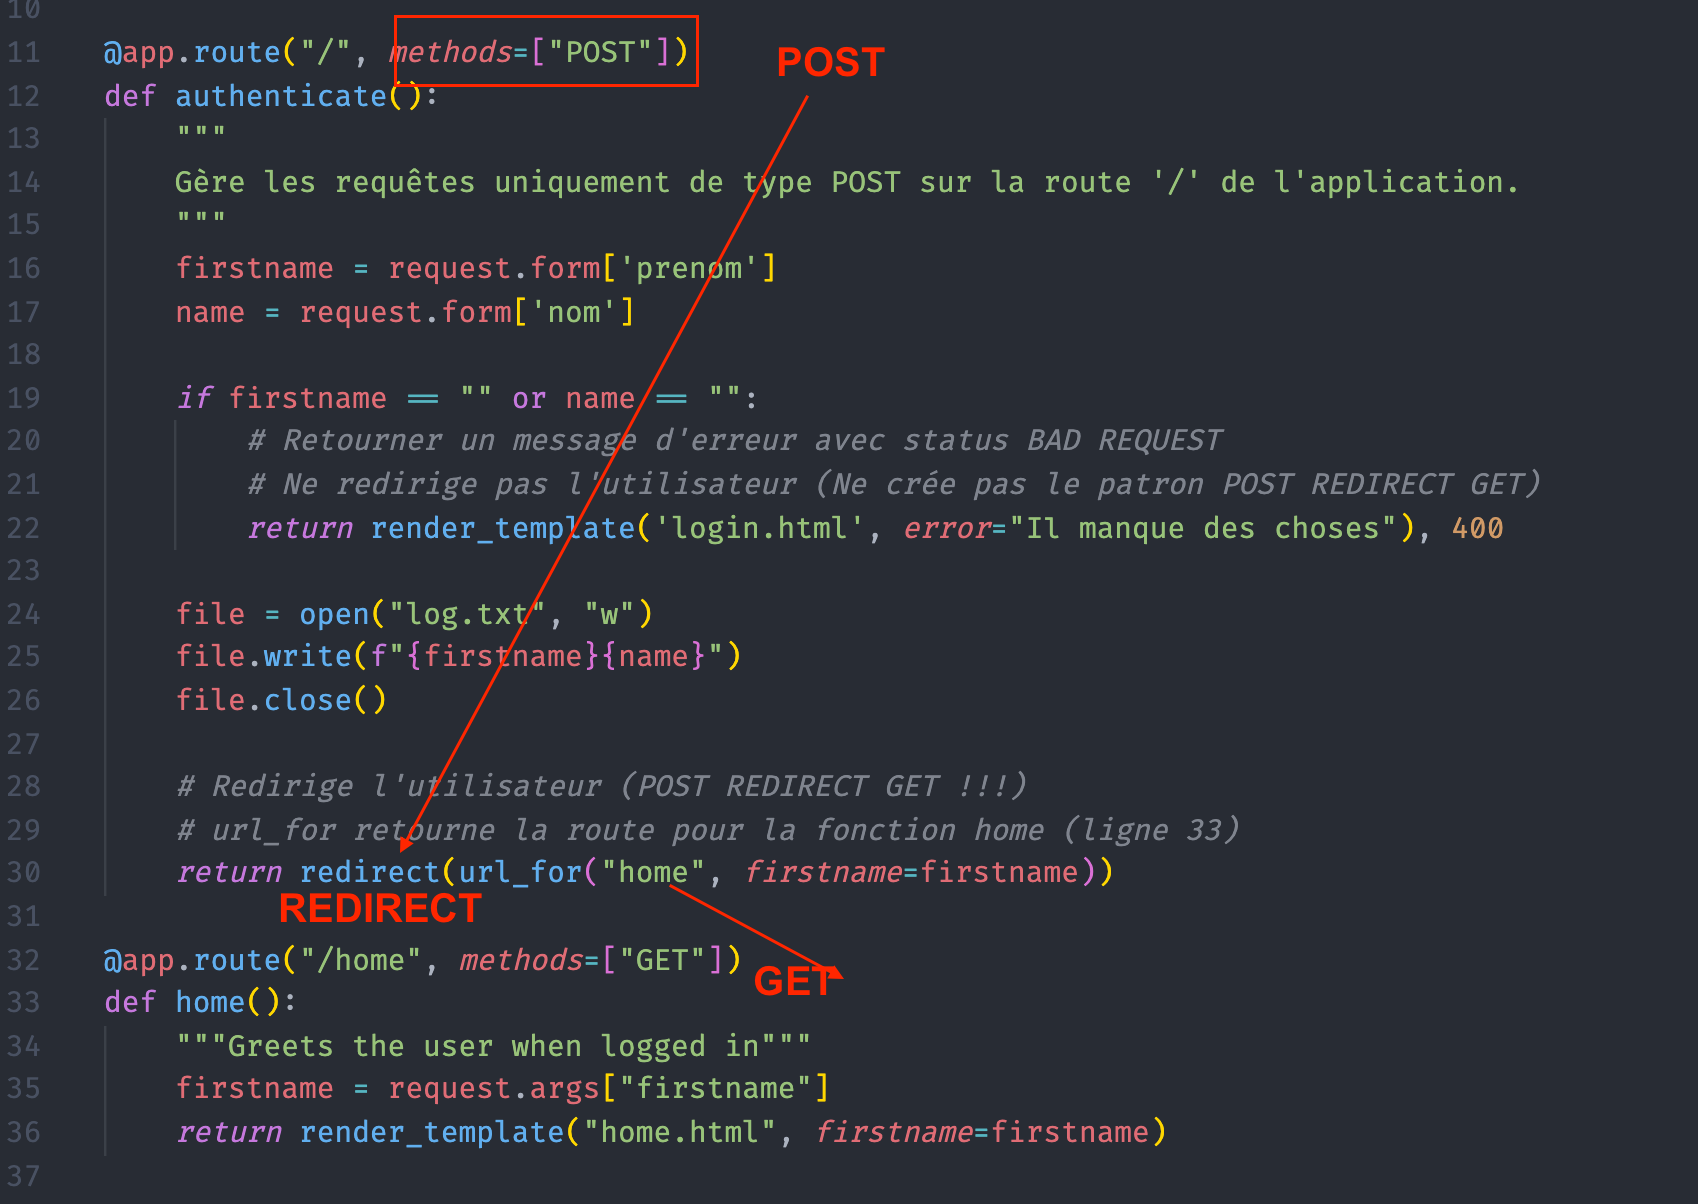 10
11 @app.route("/", methods=["POST"]) POST
12 def authenticate():
13 """
14 Gère les requêtes uniquement de type POST sur la route '/' de l'application.
15 """
16 firstname = request.form['prenom']
17 name = request.form['nom']
18
19 if firstname == "" or name == "":
20 # Retourner un message d'erreur avec status BAD REQUEST
21 # Ne redirige pas l'utilisateur (Ne crée pas le patron POST REDIRECT GET)
22 return render_template('login.html', error="Il manque des choses"), 400
23
24 file = open("log.txt", "w")
25 file.write(f"{firstname}{name}")
26 file.close()
27
28 # Redirige l'utilisateur (POST REDIRECT GET !!!)
29 # url_for retourne la route pour la fonction home (ligne 33)
30 return redirect(url_for("home", firstname=firstname))
REDIRECT
31
32 @app.route("/home", methods=["GET"])
GET
33 def home():
34 """Greets the user when logged in"""
35 firstname = request.args["firstname"]
36 return render_template("home.html", firstname=firstname)
37